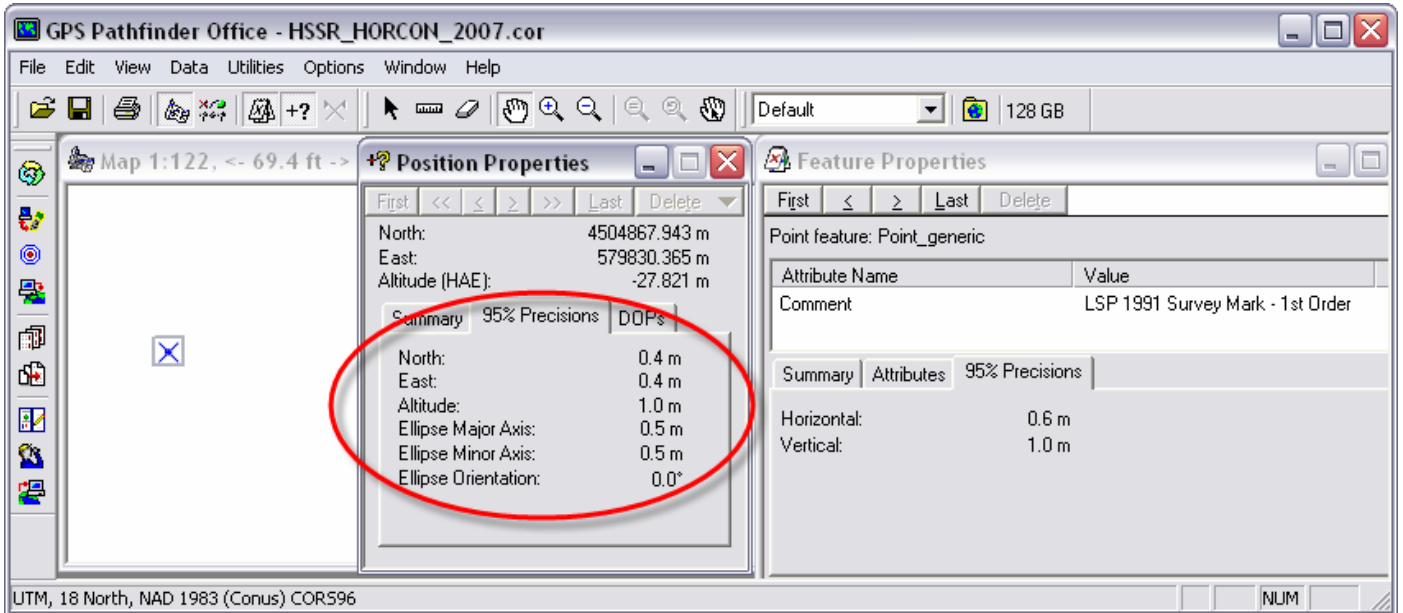 GPS Pathfinder Office - HSSR_HORCON_2007.cor
File Edit View Data Utilities Options Window Help
+? Default 128 GB
Map 1:122, <- 69.4 ft ->
+? Position Properties
First << < > >> Last Delete
North: 4504867.943 m
East: 579830.365 m
Altitude (HAE): -27.821 m
Summary 95% Precisions DOPs
North: 0.4 m
East: 0.4 m
Altitude: 1.0 m
Ellipse Major Axis: 0.5 m
Ellipse Minor Axis: 0.5 m
Ellipse Orientation: 0.0°
Feature Properties
First < > Last Delete
Point feature: Point_generic
Attribute Name Value
Comment LSP 1991 Survey Mark - 1st Order
Summary Attributes 95% Precisions
Horizontal: 0.6 m
Vertical: 1.0 m
UTM, 18 North, NAD 1983 (Conus) CORS96 NUM